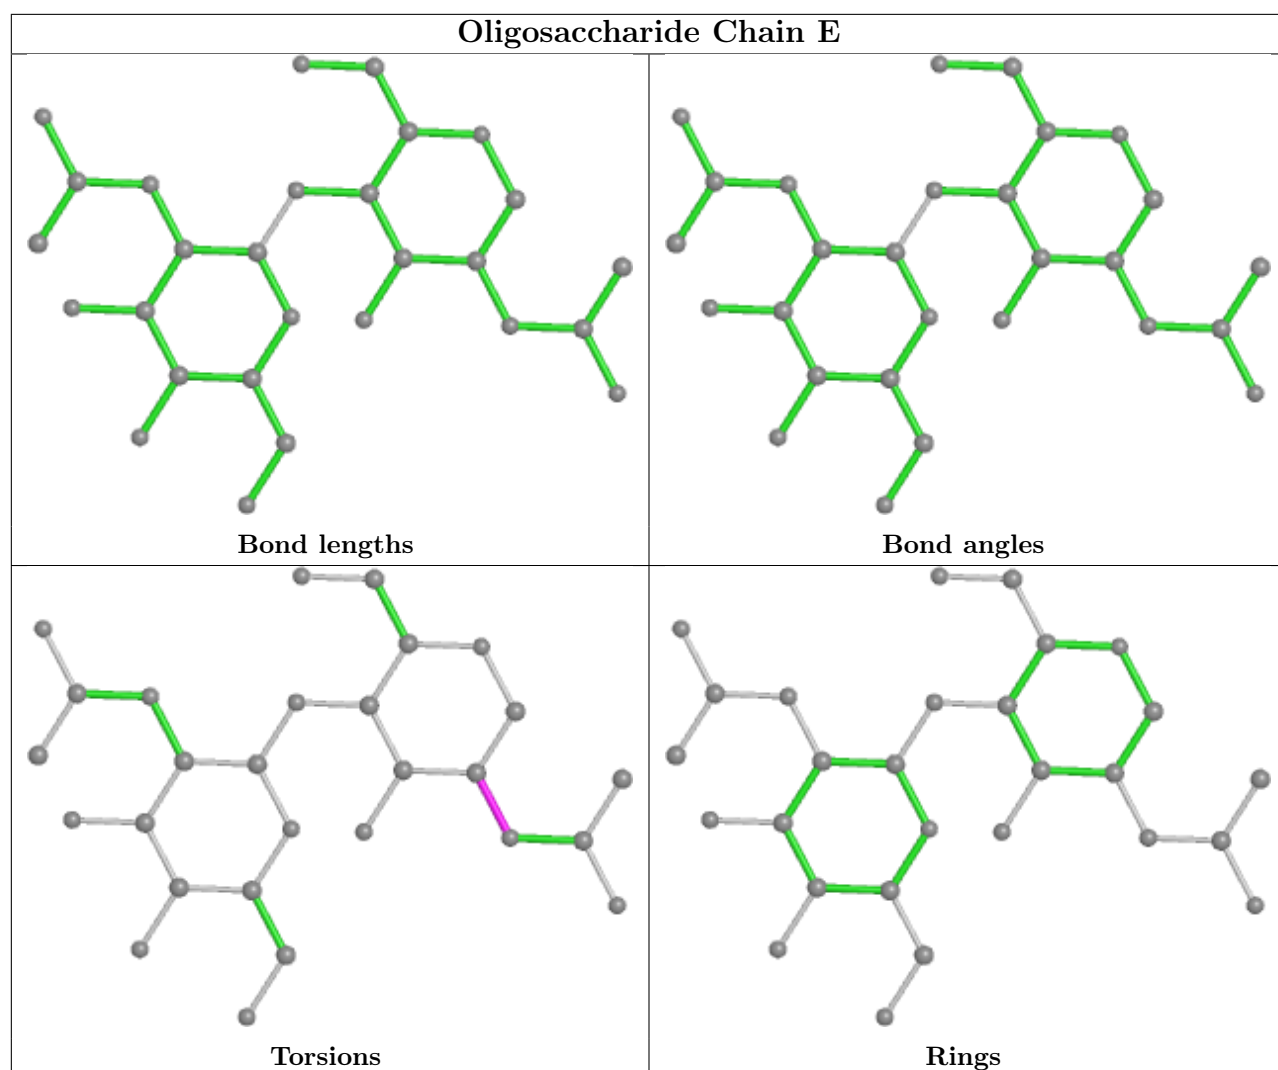 Oligosaccharide Chain E
Bond lengths
Bond angles
Torsions
Rings